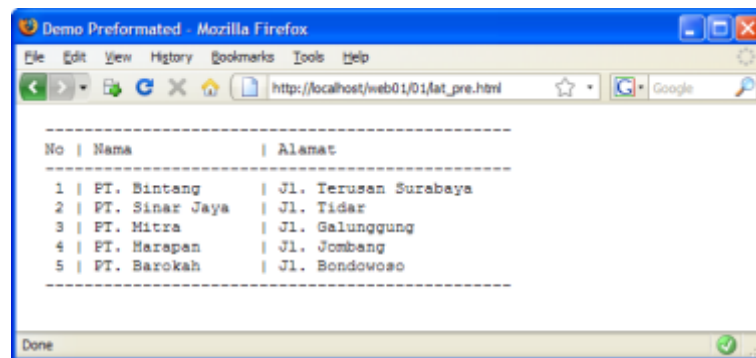 Demo Preformated - Mozilla Firefox
File Edit View History Bookmarks Tools Help
http://localhost/web01/01/lat_pre.html G Google
------------------------------------------------
No | Nama | Alamat
------------------------------------------------
1 | PT. Bintang | Jl. Terusan Surabaya
2 | PT. Sinar Jaya | Jl. Tidar
3 | PT. Mitra | Jl. Galunggung
4 | PT. Harapan | Jl. Jombang
5 | PT. Barokah | Jl. Bondowoso
------------------------------------------------
Done